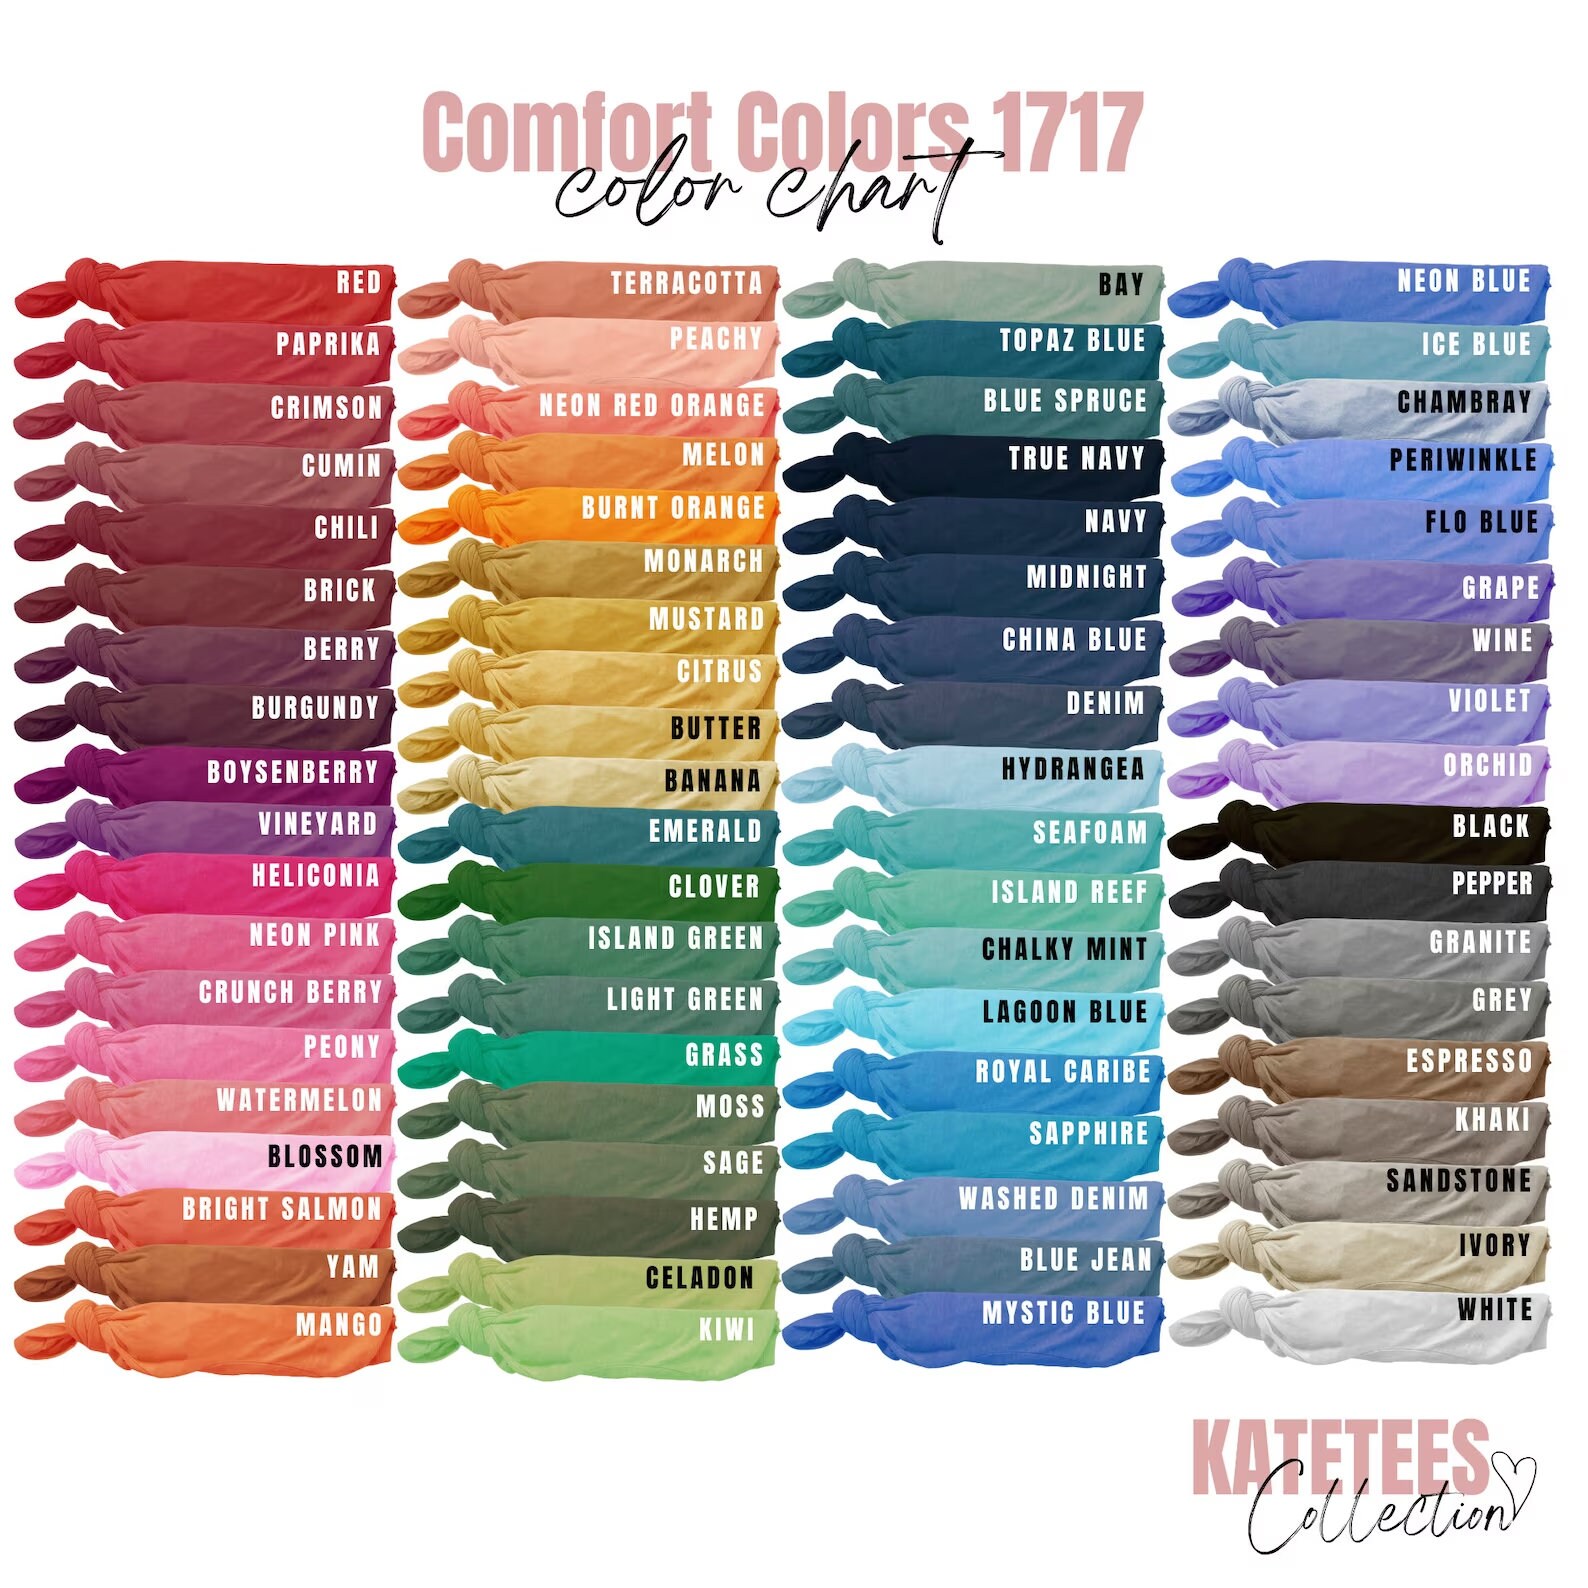 Comfort Colors 1717
color chart
RED
PAPRIKA
CRIMSON
CUMIN
CHILI
BRICK
BERRY
BURGUNDY
BOYSENBERRY
VINEYARD
HELICONIA
NEON PINK
CRUNCH BERRY
PEONY
WATERMELON
BLOSSOM
BRIGHT SALMON
YAM
MANGO
TERRACOTTA
PEACHY
NEON RED ORANGE
MELON
BURNT ORANGE
MONARCH
MUSTARD
CITRUS
BUTTER
BANANA
EMERALD
CLOVER
ISLAND GREEN
LIGHT GREEN
GRASS
MOSS
SAGE
HEMP
CELADON
KIWI
BAY
TOPAZ BLUE
BLUE SPRUCE
TRUE NAVY
NAVY
MIDNIGHT
CHINA BLUE
DENIM
HYDRANGEA
SEAFOAM
ISLAND REEF
CHALKY MINT
LAGOON BLUE
ROYAL CARIBE
SAPPHIRE
WASHED DENIM
BLUE JEAN
MYSTIC BLUE
NEON BLUE
ICE BLUE
CHAMBRAY
PERIWINKLE
FLO BLUE
GRAPE
WINE
VIOLET
ORCHID
BLACK
PEPPER
GRANITE
GREY
ESPRESSO
KHAKI
SANDSTONE
IVORY
WHITE
KATETEES
Collection